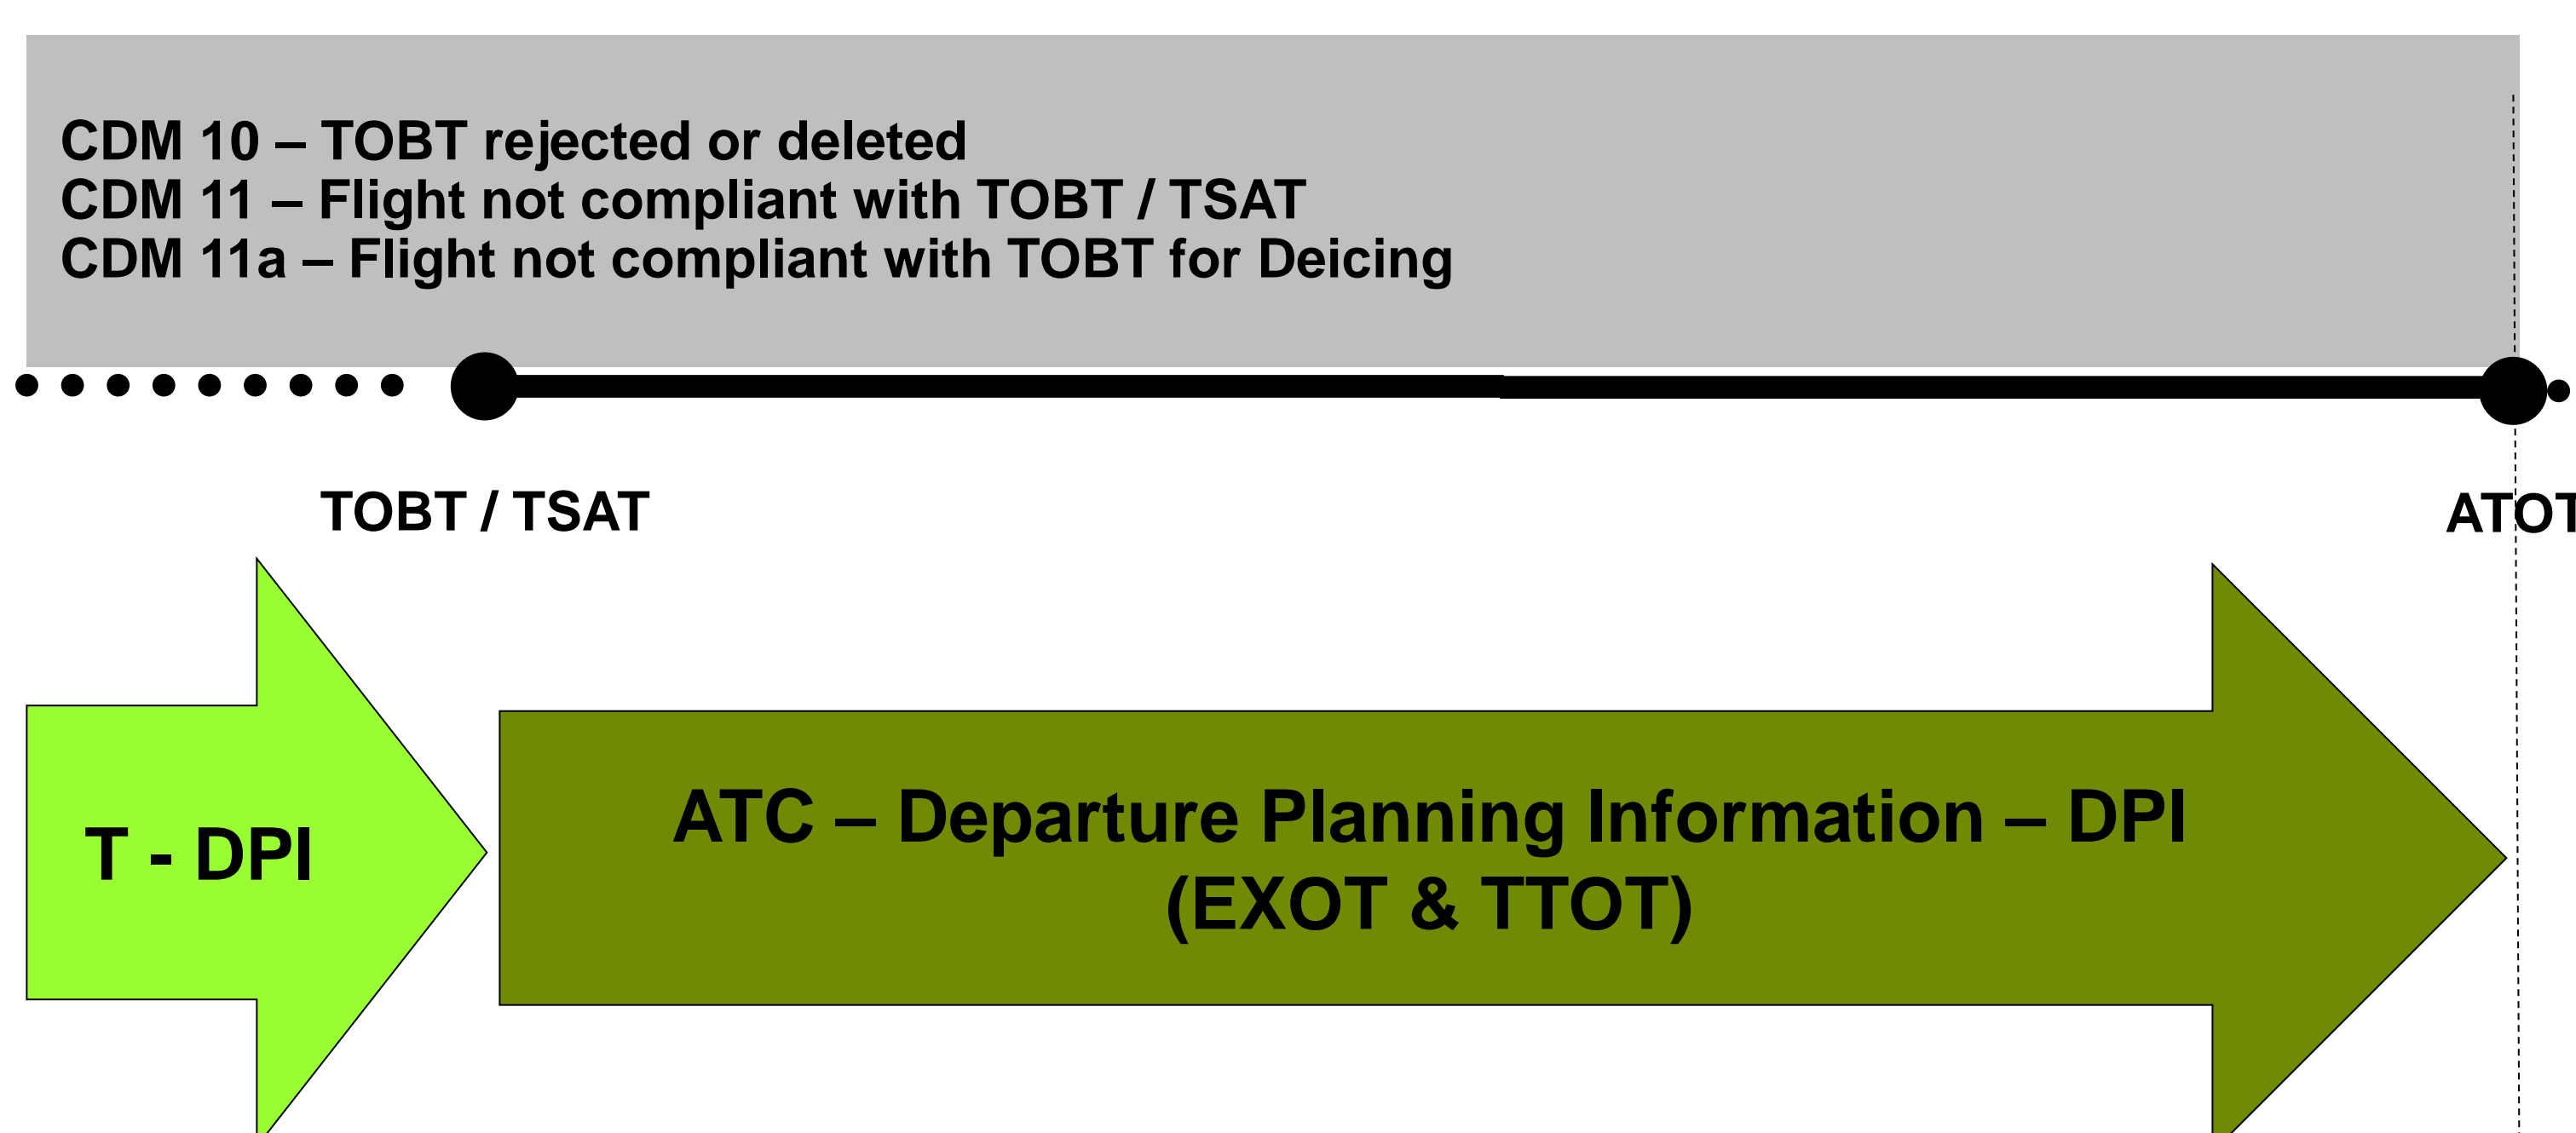 CDM 10 – TOBT rejected or deleted
CDM 11 – Flight not compliant with TOBT / TSAT
CDM 11a – Flight not compliant with TOBT for Deicing
TOBT / TSAT
ATOT
T - DPI
ATC – Departure Planning Information – DPI
(EXOT & TTOT)